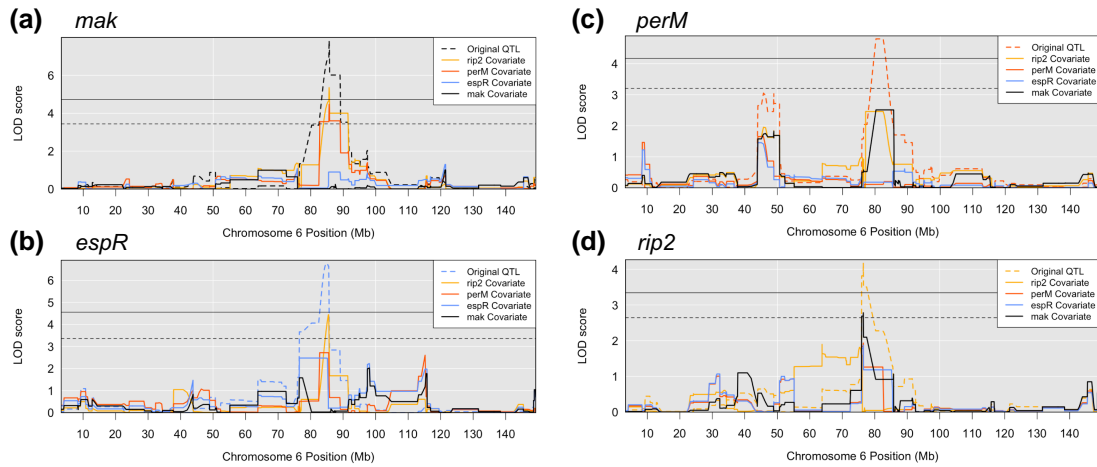 (a) mak
LOD score
6
4
2
0
Original QTL
rip2 Covariate
perM Covariate
espR Covariate
mak Covariate
10 20 30 40 50 60 70 80 90 100 110 120 130 140
Chromosome 6 Position (Mb)
(b) espR
LOD score
6
5
4
3
2
1
0
Original QTL
rip2 Covariate
perM Covariate
espR Covariate
mak Covariate
10 20 30 40 50 60 70 80 90 100 110 120 130 140
Chromosome 6 Position (Mb)
(c) perM
LOD score
4
3
2
1
0
Original QTL
rip2 Covariate
perM Covariate
espR Covariate
mak Covariate
10 20 30 40 50 60 70 80 90 100 110 120 130 140
Chromosome 6 Position (Mb)
(d) rip2
LOD score
4
3
2
1
0
Original QTL
rip2 Covariate
perM Covariate
espR Covariate
mak Covariate
10 20 30 40 50 60 70 80 90 100 110 120 130 140
Chromosome 6 Position (Mb)